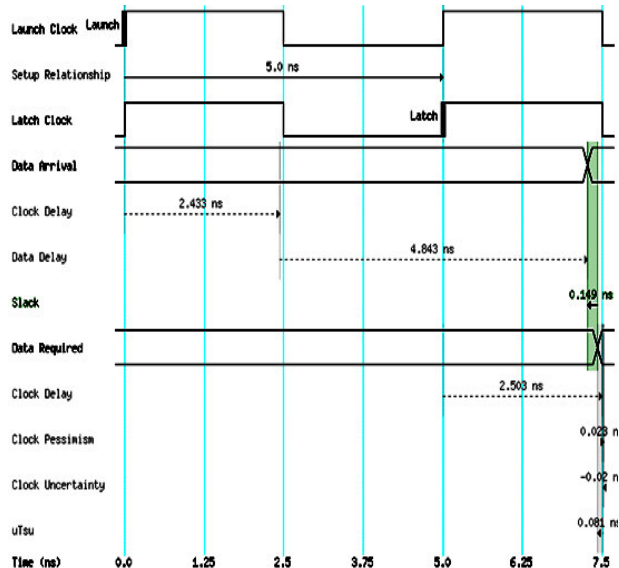 Launch Clock Launch
Setup Relationship 5.0 ns
Latch Clock Latch
Data Arrival
Clock Delay 2.433 ns
Data Delay 4.843 ns
Slack 0.149 ns
Data Required
Clock Delay 2.503 ns
Clock Pessimism 0.023 n
Clock Uncertainty -0.02 n
uTsu 0.081 n
Time (ns) 0.0 1.25 2.5 3.75 5.0 6.25 7.5